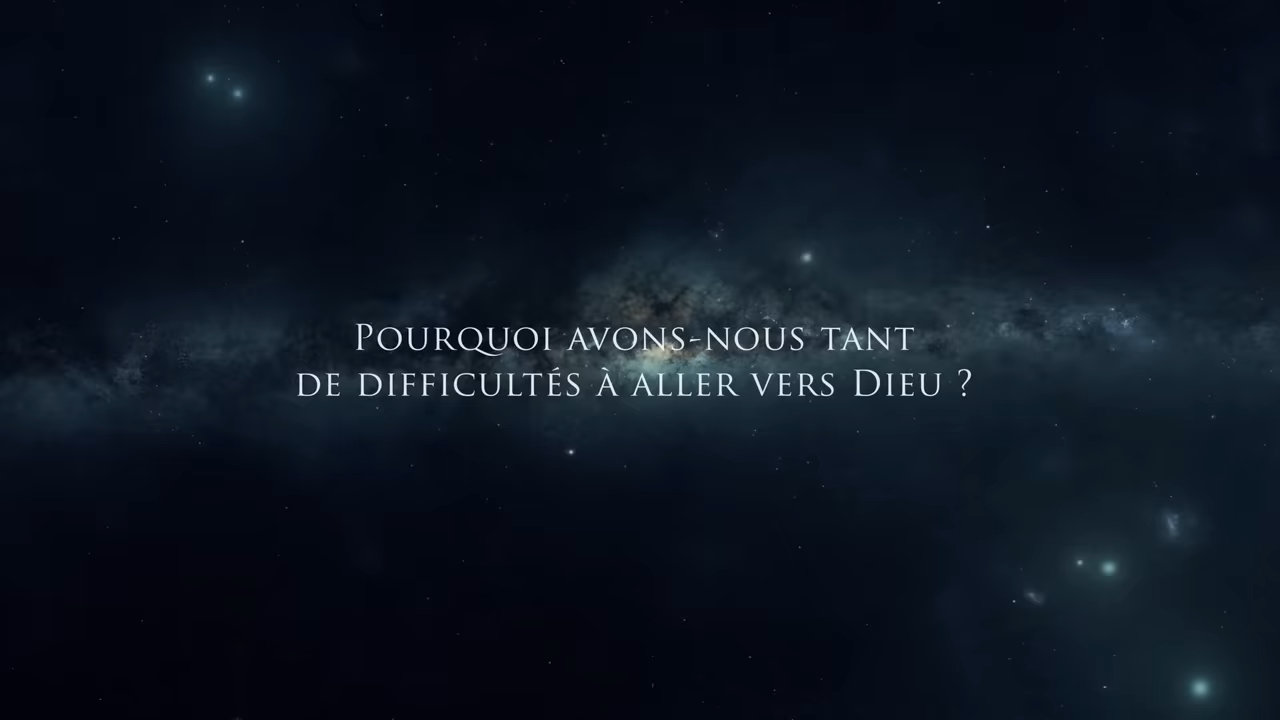 Pourquoi avons-nous tant
de difficultés à aller vers Dieu ?